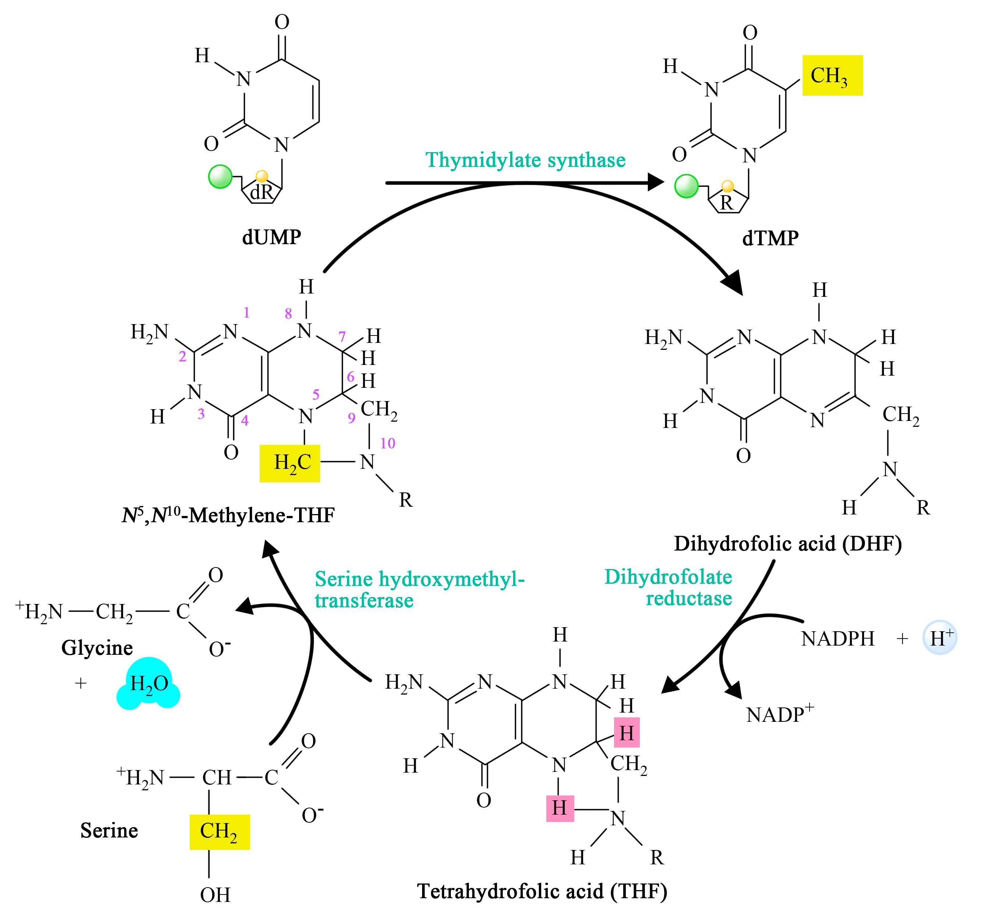 O
H
N
O
N
dR
dUMP
Thymidylate synthase
O
H
CH₃
N
O
N
R
dTMP
H
1
8
H₂N
N
N
7
H
2
H
6
H
N
5
H
3
4
N
9
CH₂
10
O
H₂C
N
R
N⁵,N¹⁰-Methylene-THF
H
H₂N
N
N
H
H
N
H
N
CH₂
O
N
H
R
Dihydrofolic acid (DHF)
Serine hydroxymethyl-
transferase
Dihydrofolate
reductase
O
⁺H₂N
CH₂
C
O⁻
Glycine
+
H₂O
NADPH + H⁺
NADP⁺
H
H₂N
N
N
H
H
H
N
H
N
CH₂
O
H
N
H
R
Tetrahydrofolic acid (THF)
O
⁺H₂N
CH
C
O⁻
Serine
CH₂
OH